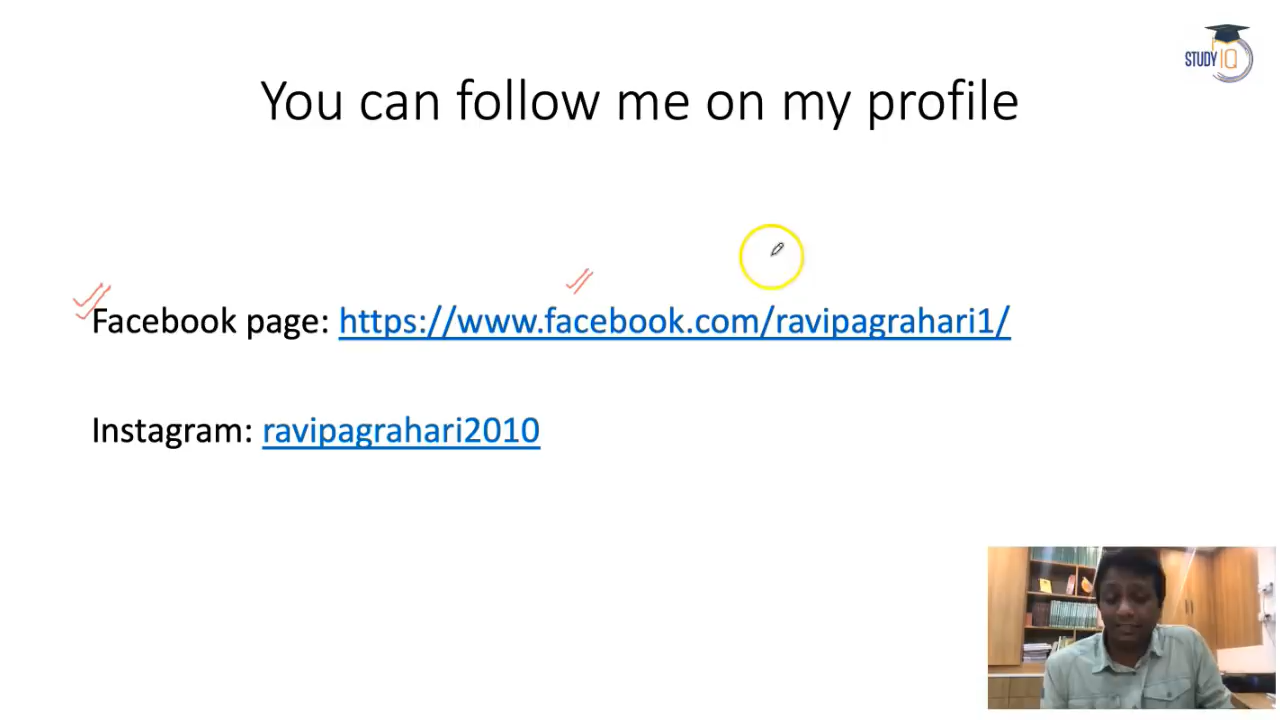 STUDY IQ
You can follow me on my profile
Facebook page: https://www.facebook.com/ravipagrahari1/
Instagram: ravipagrahari2010